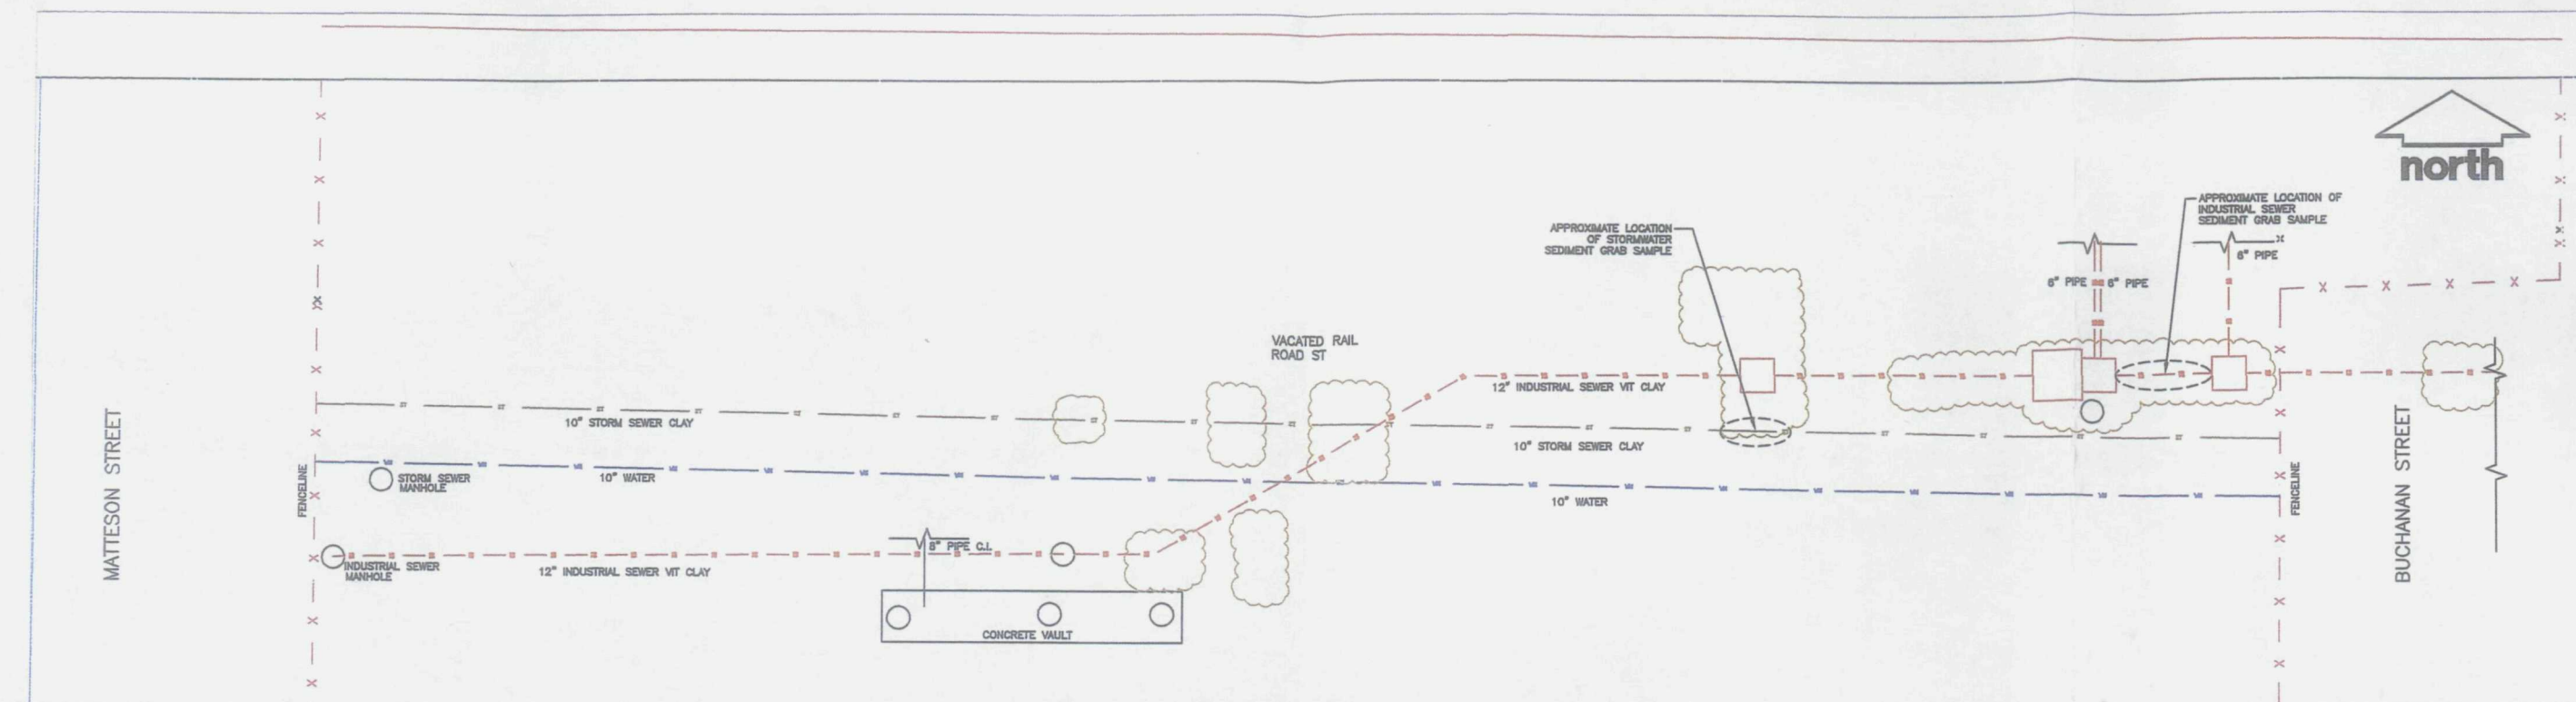 north
APPROXIMATE LOCATION OF
INDUSTRIAL SEWER
SEDIMENT GRAB SAMPLE
APPROXIMATE LOCATION
OF STORMWATER
SEDIMENT GRAB SAMPLE
6" PIPE
6" PIPE
6" PIPE
VACATED RAIL
ROAD ST
12" INDUSTRIAL SEWER VIT CLAY
10" STORM SEWER CLAY
10" STORM SEWER CLAY
MATTESON STREET
FENCELINE
STORM SEWER
MANHOLE
10" WATER
10" WATER
FENCELINE
BUCHANAN STREET
INDUSTRIAL SEWER
MANHOLE
12" INDUSTRIAL SEWER VIT CLAY
PIPE C.I.
CONCRETE VAULT